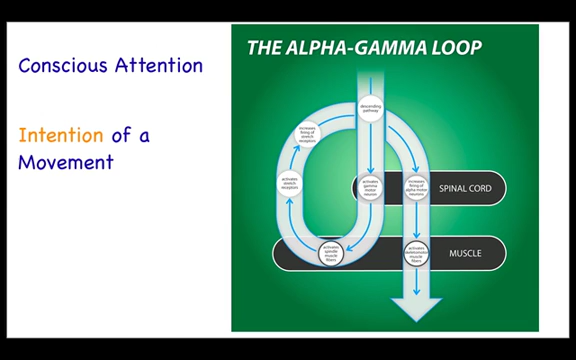 Conscious Attention
Intention of a
Movement
THE ALPHA-GAMMA LOOP
descending
pathway
increases
firing of
stretch
receptors
activates
stretch
receptors
activates
gamma
motor
neurons
increases
firing of
alpha motor
neurons
SPINAL CORD
activates
spindle
muscle
fibers
activates
muscle
fibers
MUSCLE